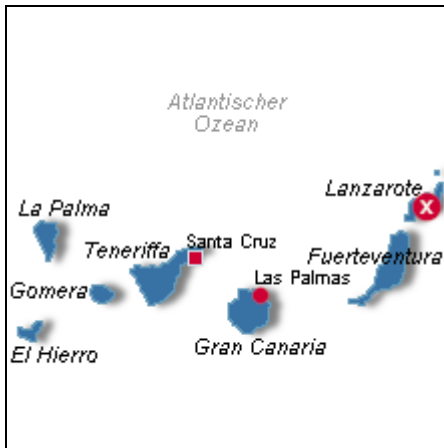 Atlantischer
Ozean
Lanzarote
X
La Palma
Santa Cruz
Teneriffa
Fuerteventura
Las Palmas
Gomera
Gran Canaria
El Hierro